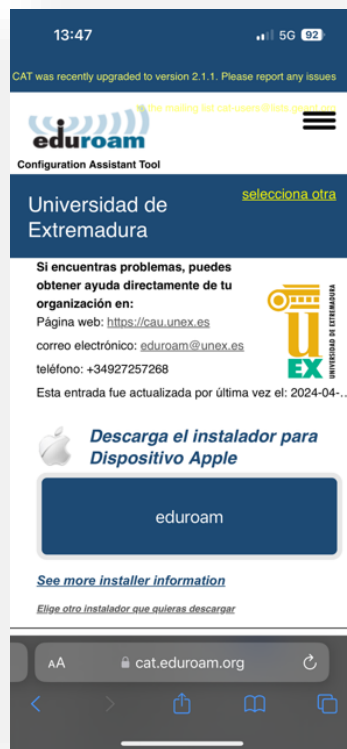 13:47
5G 92
CAT was recently upgraded to version 2.1.1. Please report any issues
the mailing list cat-users@lists.geant.org
eduroam
Configuration Assistant Tool
Universidad de
Extremadura
selecciona otra
Si encuentras problemas, puedes
obtener ayuda directamente de tu
organización en:
Página web: https://cau.unex.es
correo electrónico: eduroam@unex.es
teléfono: +34927257268
Esta entrada fue actualizada por última vez el: 2024-04-...
UEX
UNIVERSIDAD DE EXTREMADURA
Descarga el instalador para
Dispositivo Apple
eduroam
See more installer information
Elige otro instalador que quieras descargar
AA cat.eduroam.org